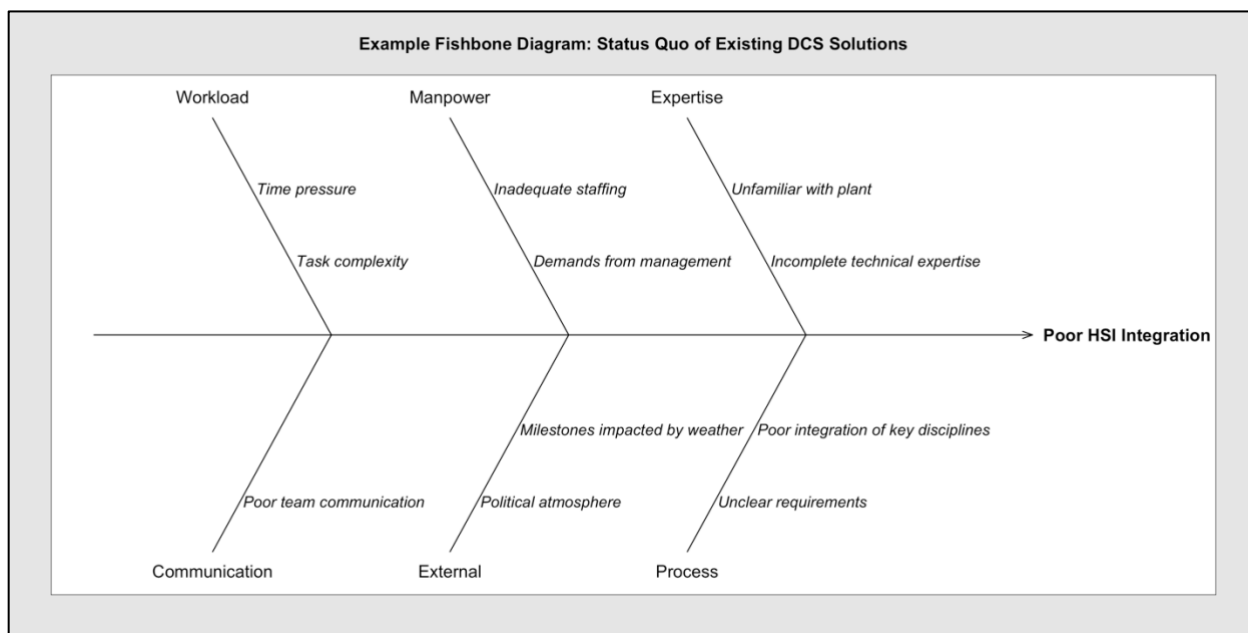 Example Fishbone Diagram: Status Quo of Existing DCS Solutions
Workload
Manpower
Expertise
Time pressure
Inadequate staffing
Unfamiliar with plant
Task complexity
Demands from management
Incomplete technical expertise
Poor HSI Integration
Milestones impacted by weather
Poor integration of key disciplines
Poor team communication
Political atmosphere
Unclear requirements
Communication
External
Process